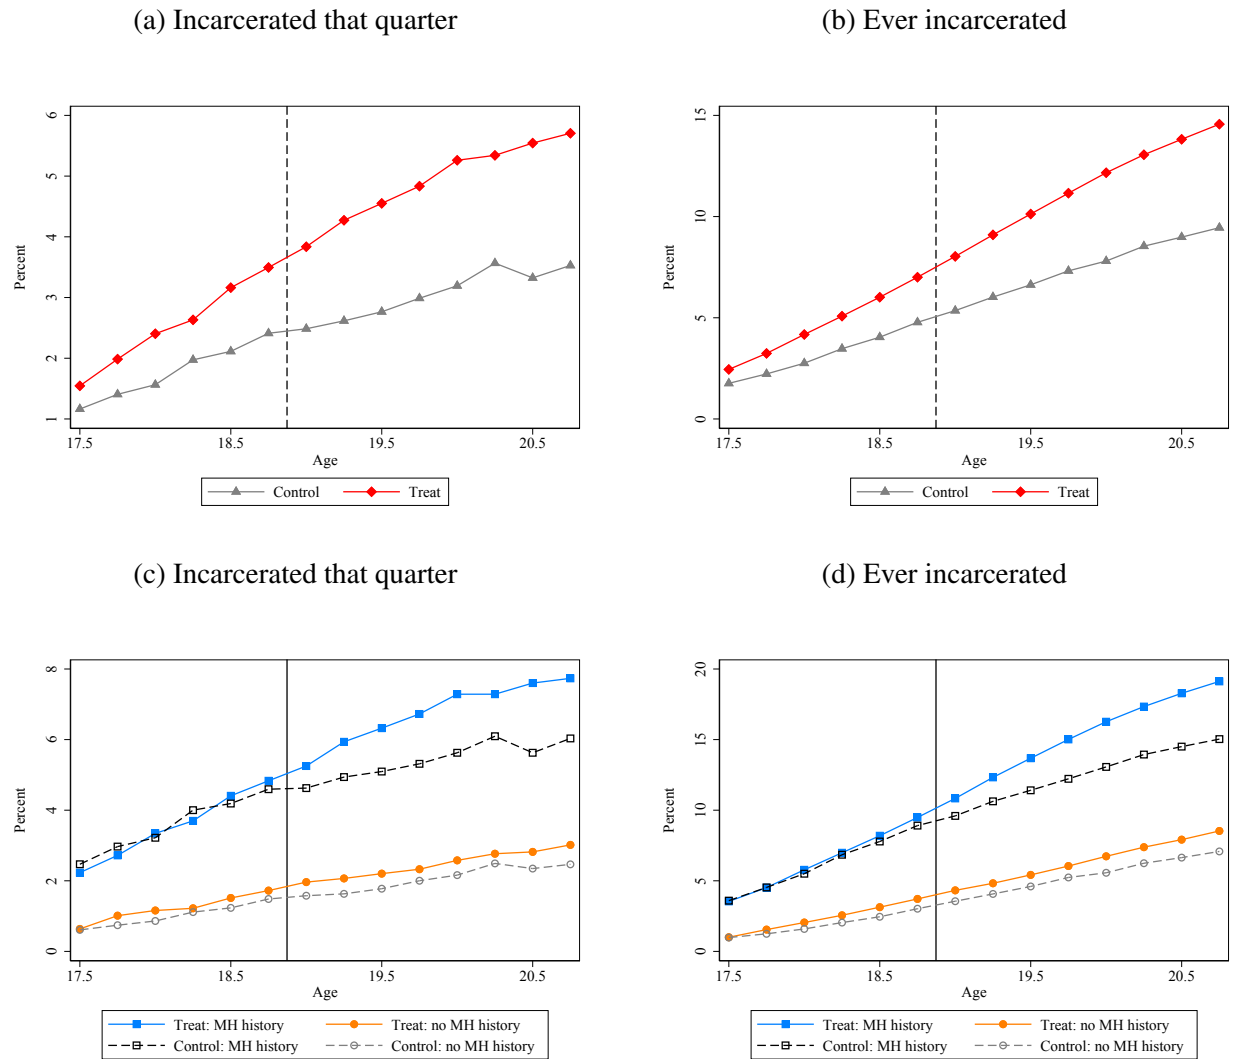 (a) Incarcerated that quarter
Percent
6
5
4
3
2
1
17.5 18.5 19.5 20.5
Age
Control Treat
(b) Ever incarcerated
Percent
15
10
5
0
17.5 18.5 19.5 20.5
Age
Control Treat
(c) Incarcerated that quarter
Percent
8
6
4
2
0
17.5 18.5 19.5 20.5
Age
Treat: MH history Treat: no MH history
Control: MH history Control: no MH history
(d) Ever incarcerated
Percent
20
15
10
5
0
17.5 18.5 19.5 20.5
Age
Treat: MH history Treat: no MH history
Control: MH history Control: no MH history